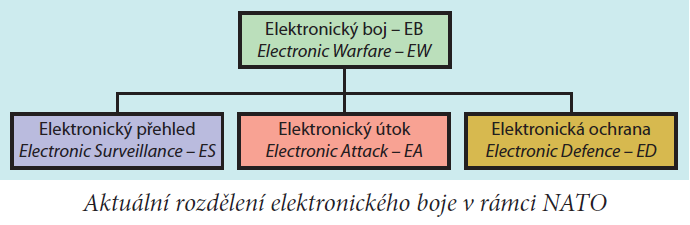 Elektronický boj – EB
Electronic Warfare – EW
Elektronický přehled
Electronic Surveillance – ES
Elektronický útok
Electronic Attack – EA
Elektronická ochrana
Electronic Defence – ED
Aktuální rozdělení elektronického boje v rámci NATO